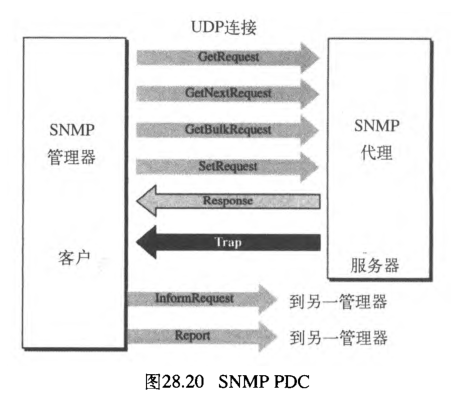 UDP连接
GetRequest
GetNextRequest
GetBulkRequest
SetRequest
Response
Trap
SNMP
管理器
客户
SNMP
代理
服务器
InformRequest
到另一管理器
Report
到另一管理器
图28.20 SNMP PDC